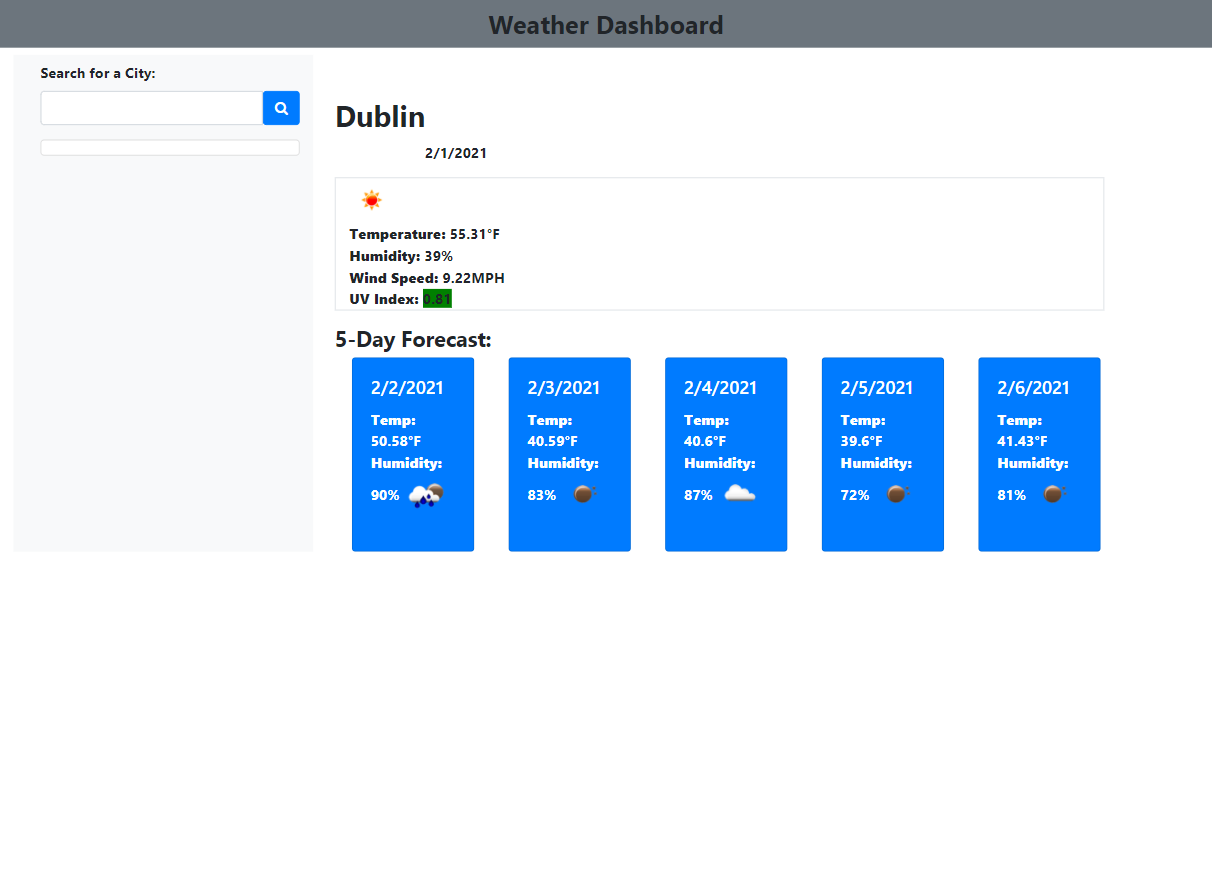 Weather Dashboard
Search for a City:
Dublin
2/1/2021
Temperature: 55.31°F
Humidity: 39%
Wind Speed: 9.22MPH
UV Index: 0.81
5-Day Forecast:
2/2/2021
Temp:
50.58°F
Humidity:
90%
2/3/2021
Temp:
40.59°F
Humidity:
83%
2/4/2021
Temp:
40.6°F
Humidity:
87%
2/5/2021
Temp:
39.6°F
Humidity:
72%
2/6/2021
Temp:
41.43°F
Humidity:
81%